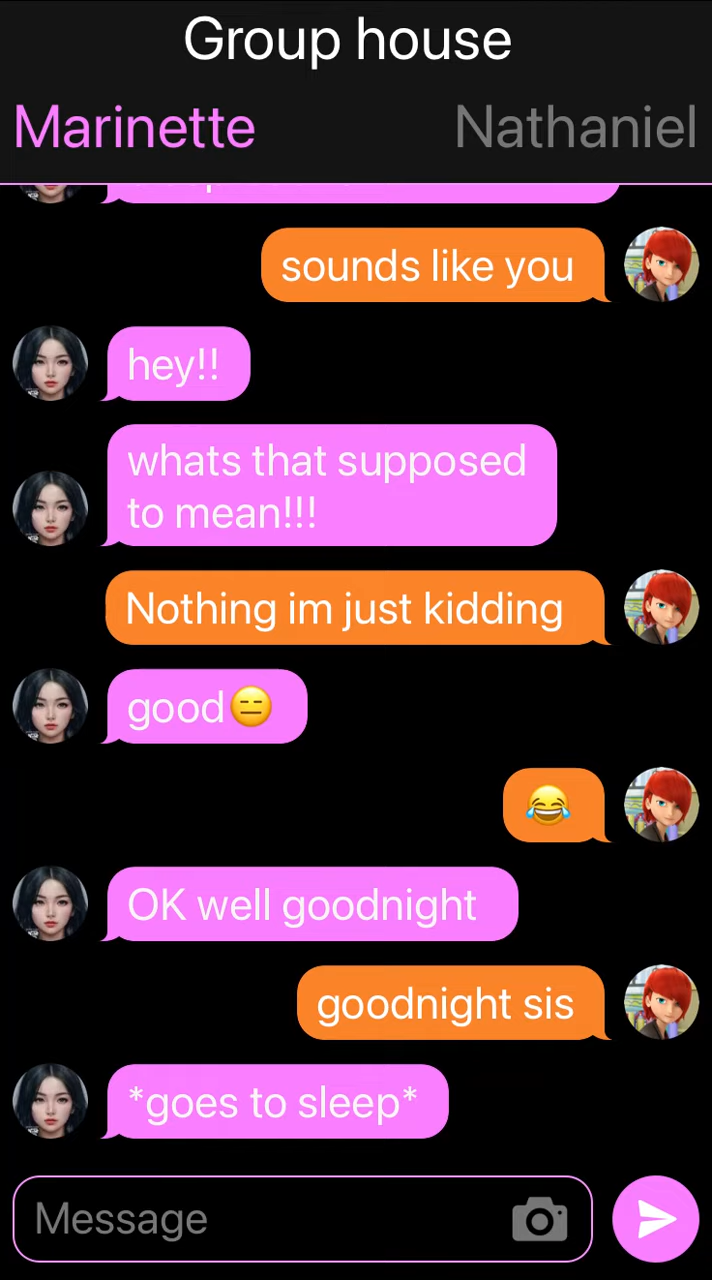 Group house
Marinette
Nathaniel
sounds like you
hey!!
whats that supposed
to mean!!!
Nothing im just kidding
good😑
😂
OK well goodnight
goodnight sis
*goes to sleep*
Message